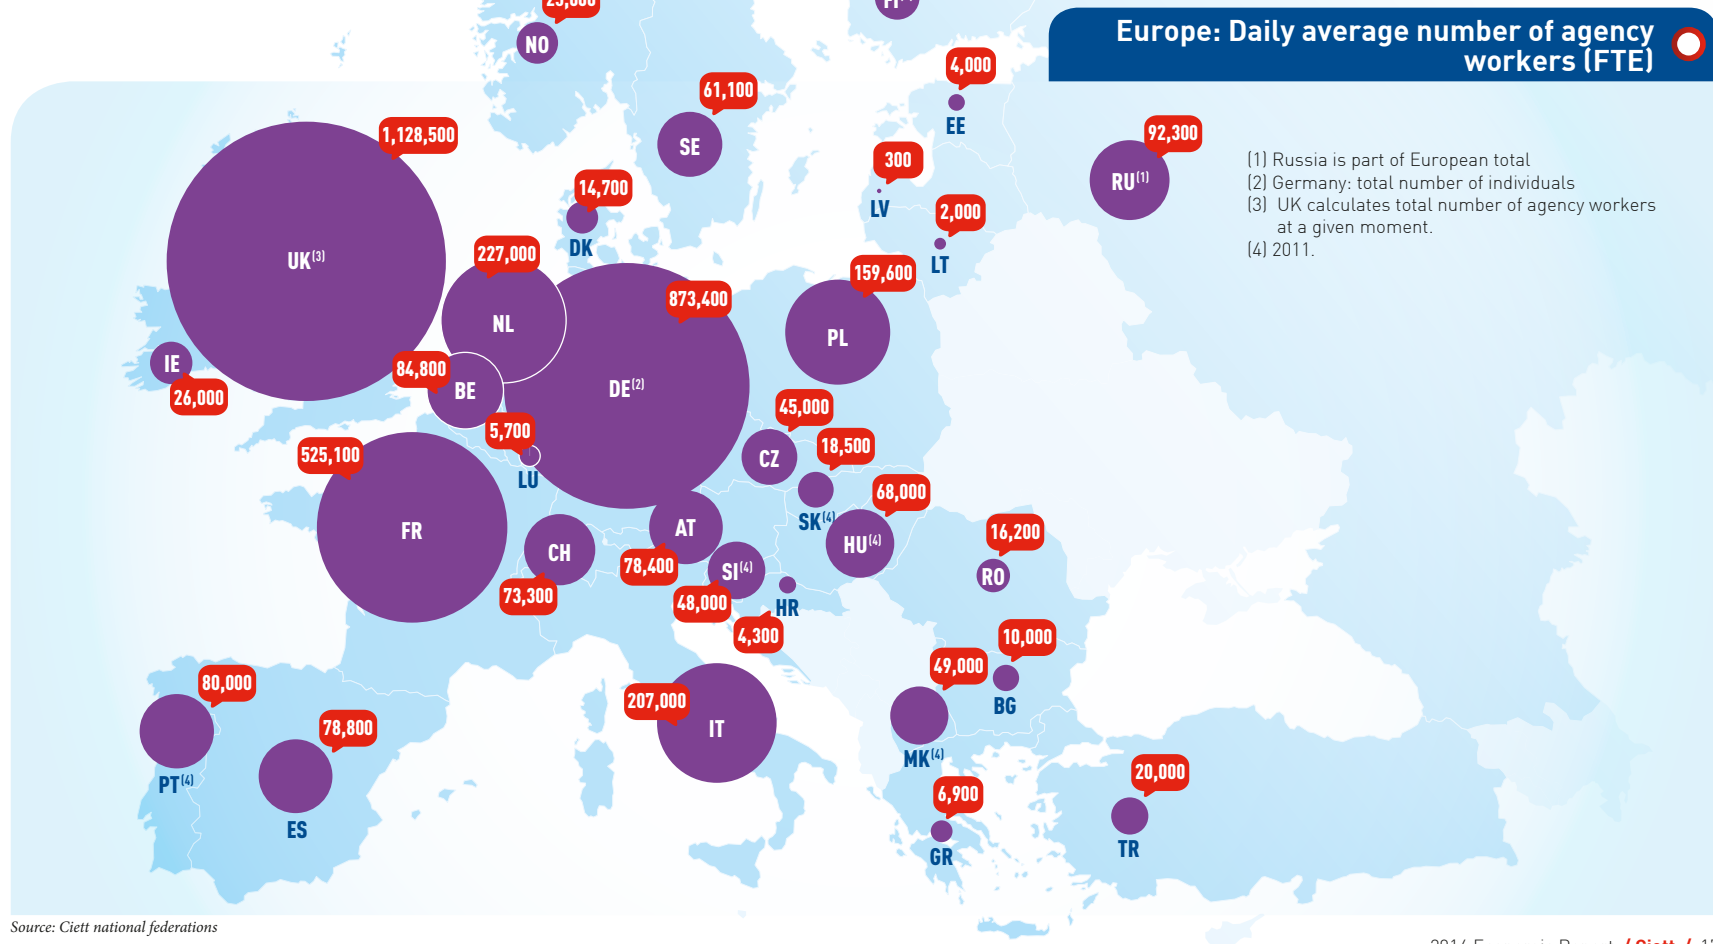 Europe: Daily average number of agency
workers (FTE)
NO
4,000
EE
61,100
SE
1,128,500
UK(3)
92,300
RU(1)
(1) Russia is part of European total
(2) Germany: total number of individuals
(3) UK calculates total number of agency workers
at a given moment.
(4) 2011.
300
LV
14,700
DK
2,000
LT
227,000
NL
873,400
DE(2)
159,600
PL
IE
26,000
84,800
BE
5,700
LU
45,000
CZ
18,500
SK(4)
525,100
FR
68,000
HU(4)
CH
73,300
AT
78,400
SI(4)
48,000
HR
4,300
16,200
RO
10,000
BG
49,000
MK(4)
80,000
PT(4)
78,800
ES
207,000
IT
6,900
GR
20,000
TR
Source: Ciett national federations